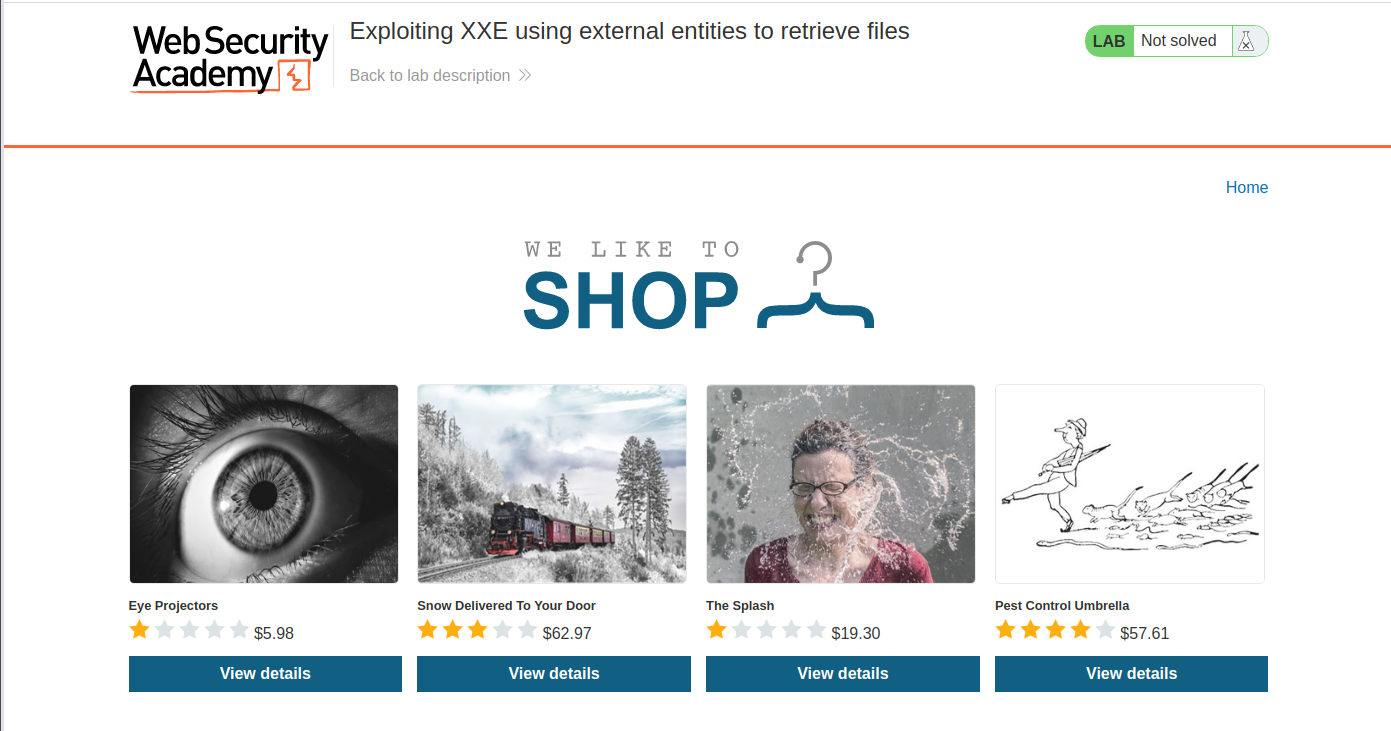 Web Security
Academy
Exploiting XXE using external entities to retrieve files
Back to lab description
LAB Not solved
Home
WE LIKE TO
SHOP
Eye Projectors
$5.98
View details
Snow Delivered To Your Door
$62.97
View details
The Splash
$19.30
View details
Pest Control Umbrella
$57.61
View details